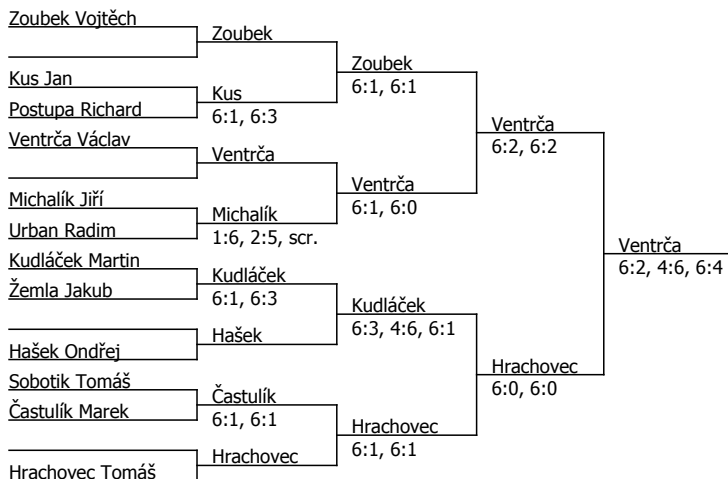 Zoubek Vojtěch
Zoubek
Zoubek
6:1, 6:1
Kus Jan
Kus
6:1, 6:3
Postupa Richard
Ventrča
6:2, 6:2
Ventrča Václav
Ventrča
Ventrča
6:1, 6:0
Michalík Jiří
Michalík
1:6, 2:5, scr.
Urban Radim
Ventrča
6:2, 4:6, 6:4
Kudláček Martin
Kudláček
6:1, 6:3
Žemla Jakub
Kudláček
6:3, 4:6, 6:1
Hašek
Hašek Ondřej
Hrachovec
6:0, 6:0
Sobotik Tomáš
Častulík
6:1, 6:1
Častulík Marek
Hrachovec
6:1, 6:1
Hrachovec
Hrachovec Tomáš